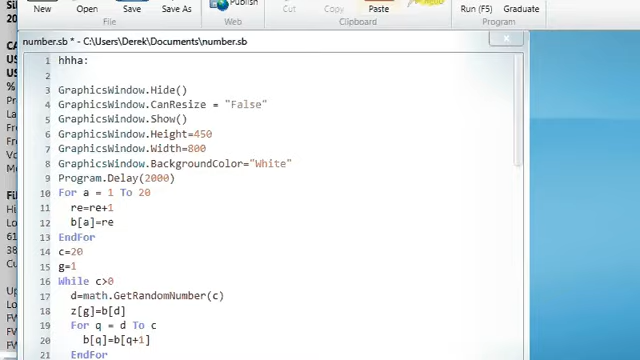 New Open Save Save As Publish Cut Copy Paste Run (F5) Graduate
File Web Clipboard Program
number.sb * - C:\Users\Derek\Documents\number.sb
1 hhha:
2
3 GraphicsWindow.Hide()
4 GraphicsWindow.CanResize = "False"
5 GraphicsWindow.Show()
6 GraphicsWindow.Height=450
7 GraphicsWindow.Width=800
8 GraphicsWindow.BackgroundColor="White"
9 Program.Delay(2000)
10 For a = 1 To 20
11 re=re+1
12 b[a]=re
13 EndFor
14 c=20
15 g=1
16 While c>0
17 d=math.GetRandomNumber(c)
18 z[g]=b[d]
19 For q = d To c
20 b[q]=b[q+1]
21 EndFor